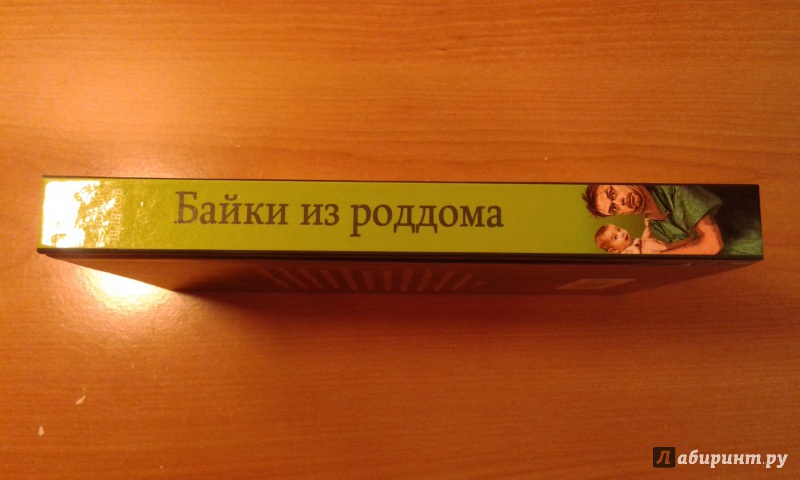 Байки из роддома
Лабиринт.ру